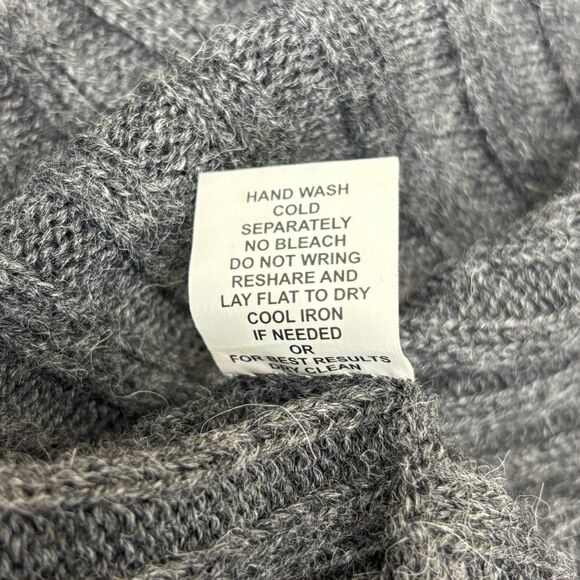 HAND WASH
COLD
SEPARATELY
NO BLEACH
DO NOT WRING
RESHARE AND
LAY FLAT TO DRY
COOL IRON
IF NEEDED
OR
FOR BEST RESULTS
DRY CLEAN